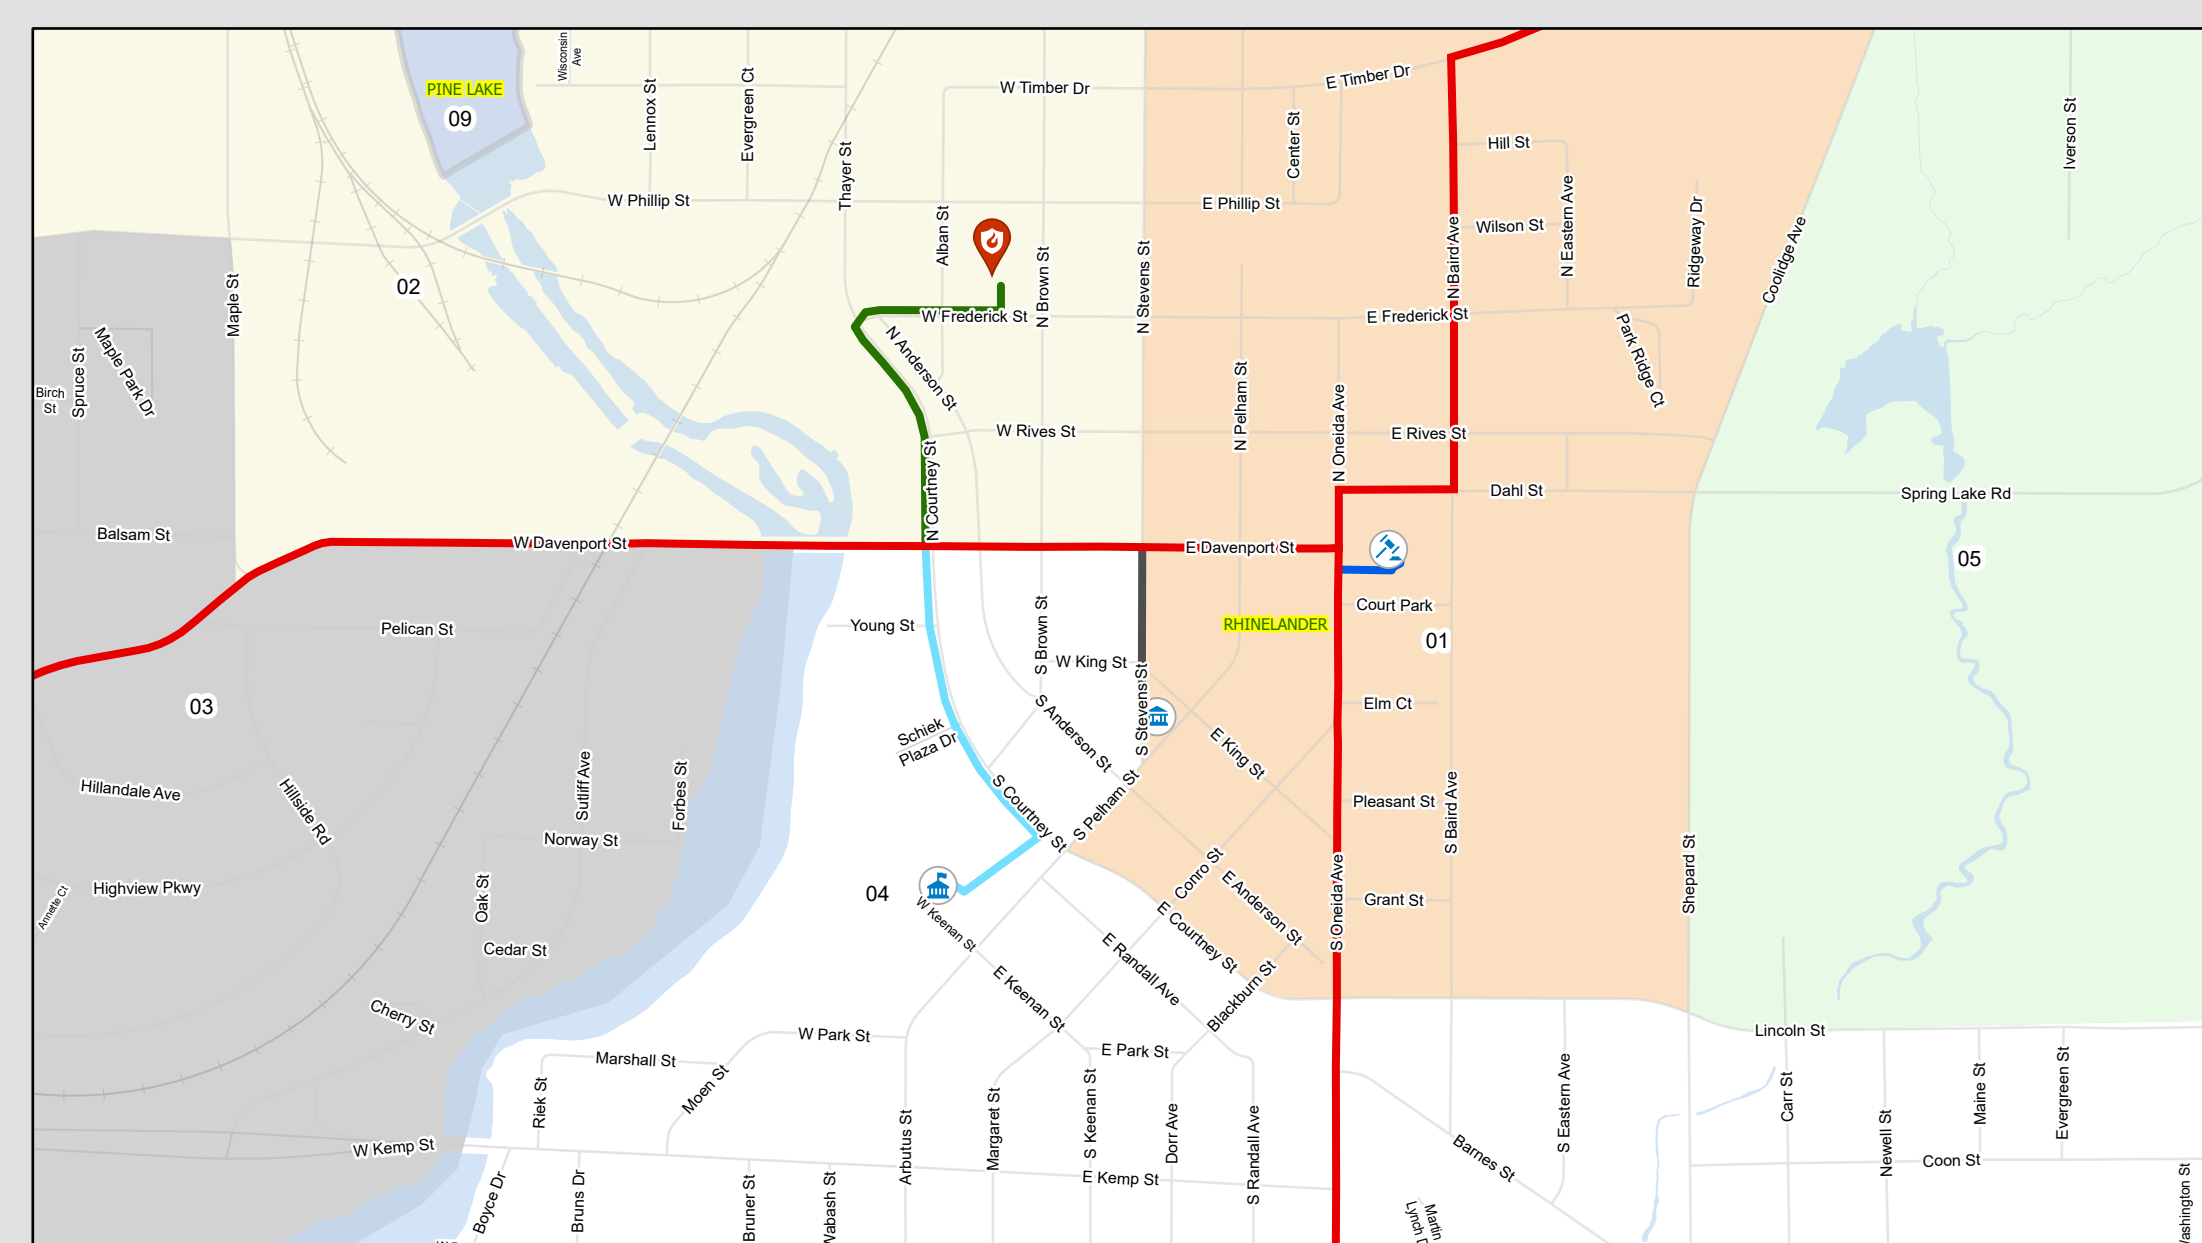 Wisconsin
Ave
PINE LAKE
09
Lennox St
Evergreen Ct
W Timber Dr
E Timber Dr
Center St
Hill St
Iverson St
Thayer St
W Phillip St
E Phillip St
Alban St
N Brown St
N Stevens St
N Baird Ave
Wilson St
N Eastern Ave
Ridgeway Dr
Coolidge Ave
Maple St
02
W Frederick St
E Frederick St
Park Ridge Ct
Birch
St
Spruce St
Maple Park Dr
N Anderson St
N Pelham St
N Oneida Ave
W Rives St
E Rives St
N Courtney St
Dahl St
Spring Lake Rd
Balsam St
W Davenport St
E Davenport St
05
Court Park
Pelican St
Young St
S Brown St
RHINELANDER
01
W King St
S Stevens St
03
Elm Ct
Schiek
Plaza Dr
S Anderson St
E King St
Hillandale Ave
Hillside Rd
Sutliff Ave
Forbes St
S Courtney St
S Pelham St
Pleasant St
S Baird Ave
Norway St
Shepard St
Highview Pkwy
Annette Ct
Oak St
04
W Keenan St
Conro St
E Anderson St
Grant St
S Oneida Ave
Cedar St
E Courtney St
E Randall Ave
E Keenan St
Blackburn St
Cherry St
W Park St
E Park St
Lincoln St
Marshall St
Moen St
Riek St
Arbutus St
Margaret St
S Keenan St
Dorr Ave
S Randall Ave
S Eastern Ave
Carr St
Newell St
Maine St
Evergreen St
W Kemp St
E Kemp St
Barnes St
Coon St
Boyce Dr
Bruns Dr
Bruner St
Wabash St
Martin
Lynch
ashington St